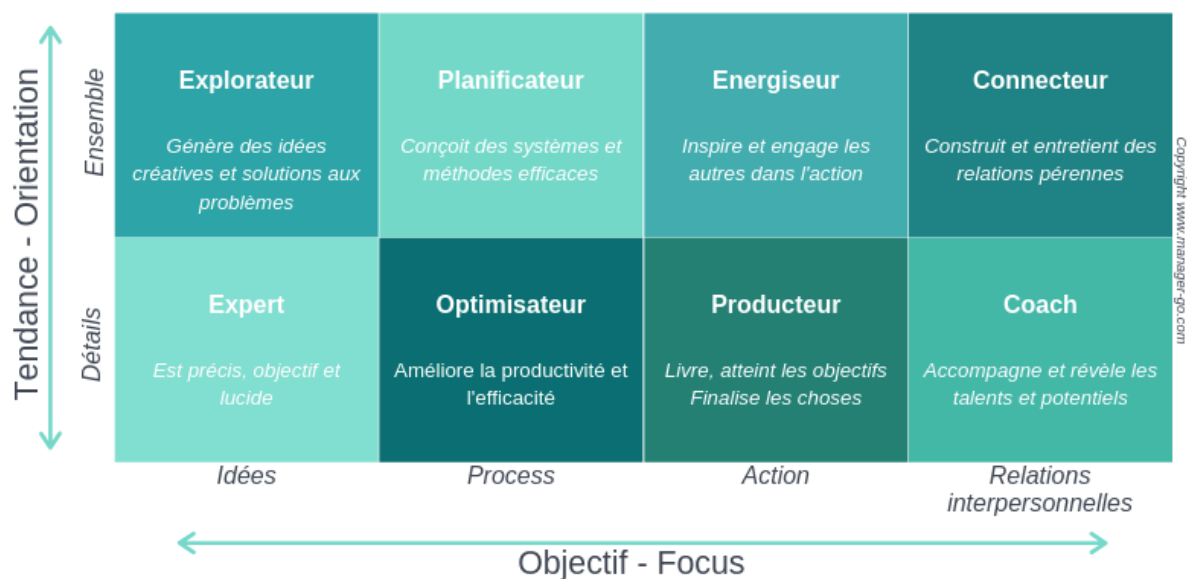 Tendance - Orientation
Ensemble
Explorateur
Génère des idées
créatives et solutions aux
problèmes
Planificateur
Conçoit des systèmes et
méthodes efficaces
Energiseur
Inspire et engage les
autres dans l'action
Connecteur
Construit et entretient des
relations pérennes
Détails
Expert
Est précis, objectif et
lucide
Optimisateur
Améliore la productivité et
l'efficacité
Producteur
Livre, atteint les objectifs
Finalise les choses
Coach
Accompagne et révèle les
talents et potentiels
Idées
Process
Action
Relations
interpersonnelles
Objectif - Focus
Copyright www.manager-go.com